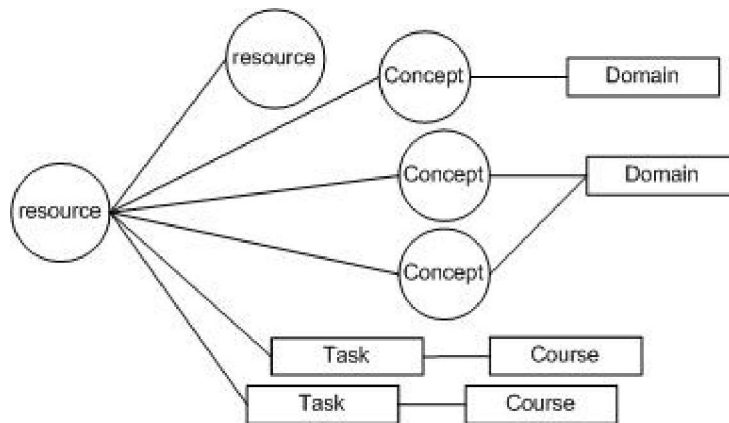 resource
Concept Domain
Concept Domain
resource
Concept
Task Course
Task Course